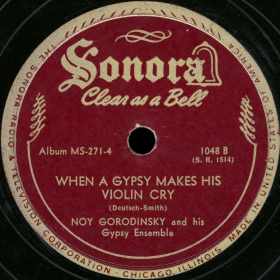 Sonora
Clear as a Bell
Album MS-271-4
1048 B
(S. R. 1514)
WHEN A GYPSY MAKES HIS
VIOLIN CRY
(Deutsch-Smith)
NOY GORODINSKY and his
Gypsy Ensemble
THE SONORA RADIO & TELEVISION CORPORATION - CHICAGO, ILLINOIS MADE IN UNITED STATES OF AMERICA